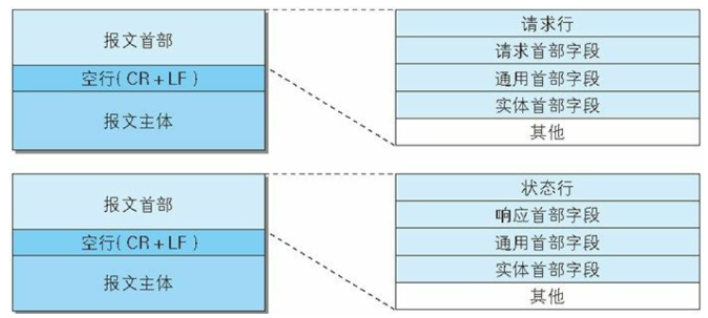 报文首部
空行(CR+LF)
报文主体
请求行
请求首部字段
通用首部字段
实体首部字段
其他
报文首部
空行(CR+LF)
报文主体
状态行
响应首部字段
通用首部字段
实体首部字段
其他